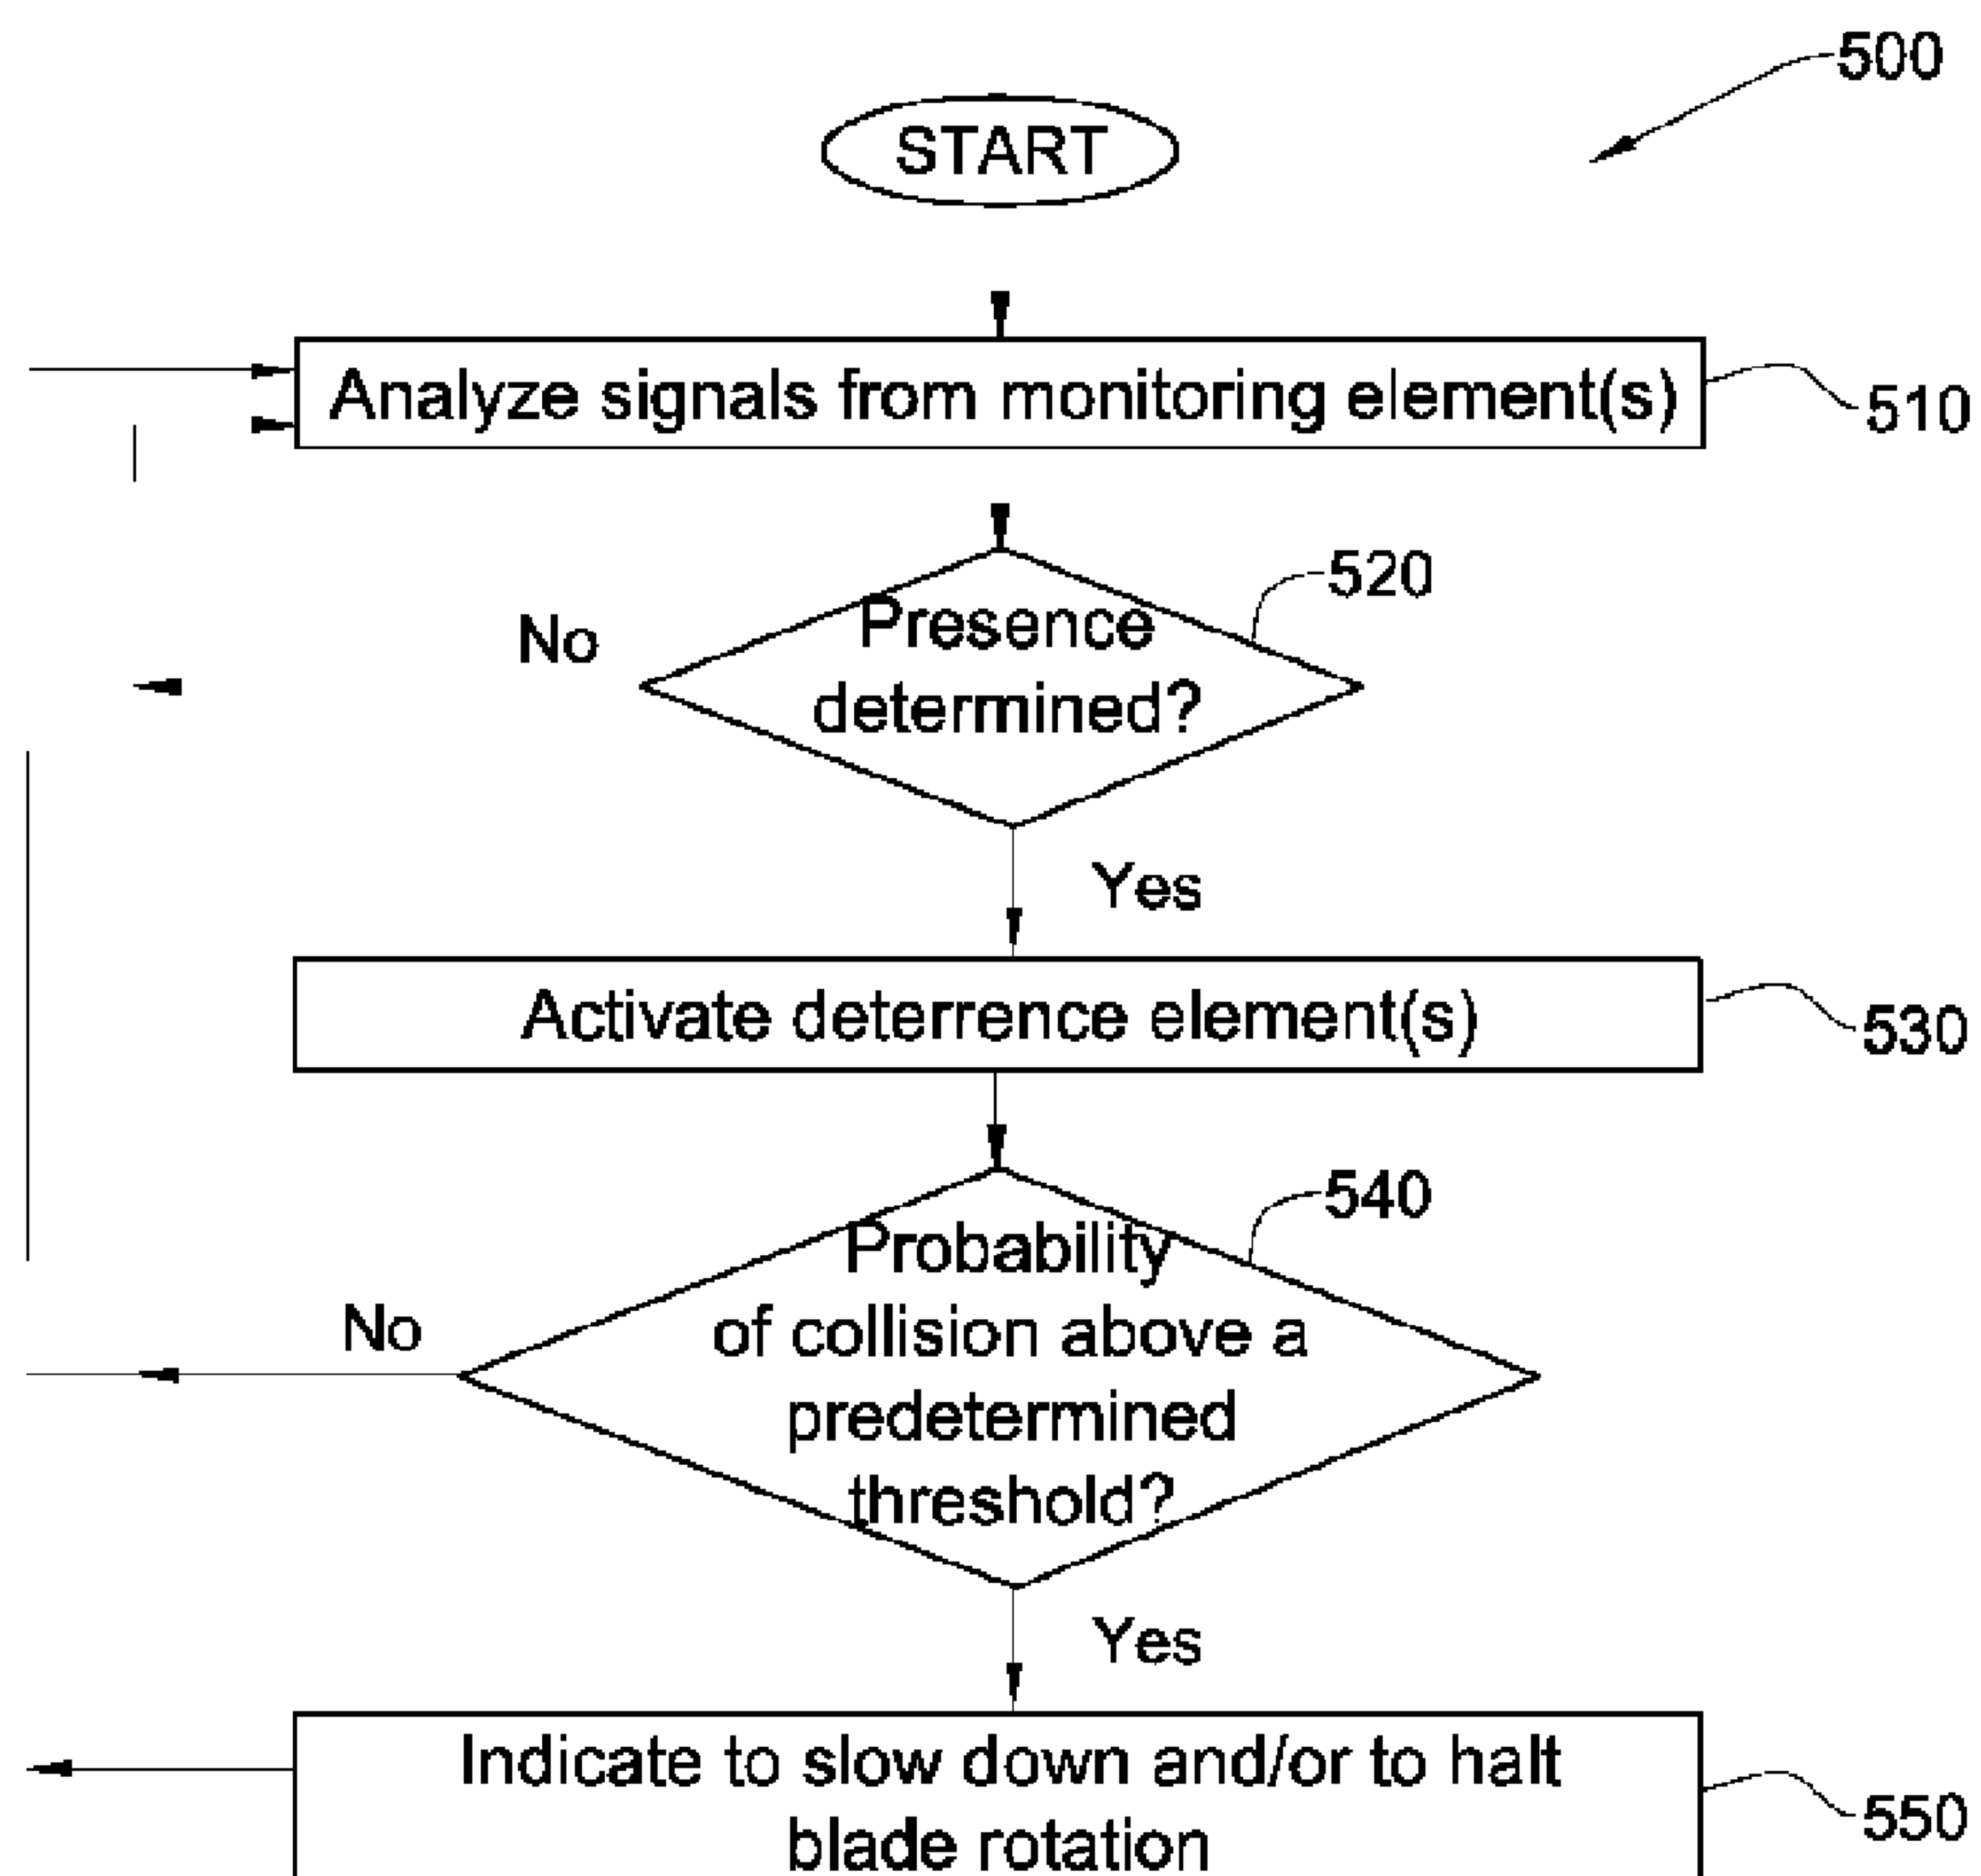 500
START
Analyze signals from monitoring element(s)
510
520
No
Presence
determined?
Yes
Activate deterrence element(s)
530
540
Probability
No
of collision above a
predetermined
threshold?
Yes
Indicate to slow down and/or to halt
blade rotation
550